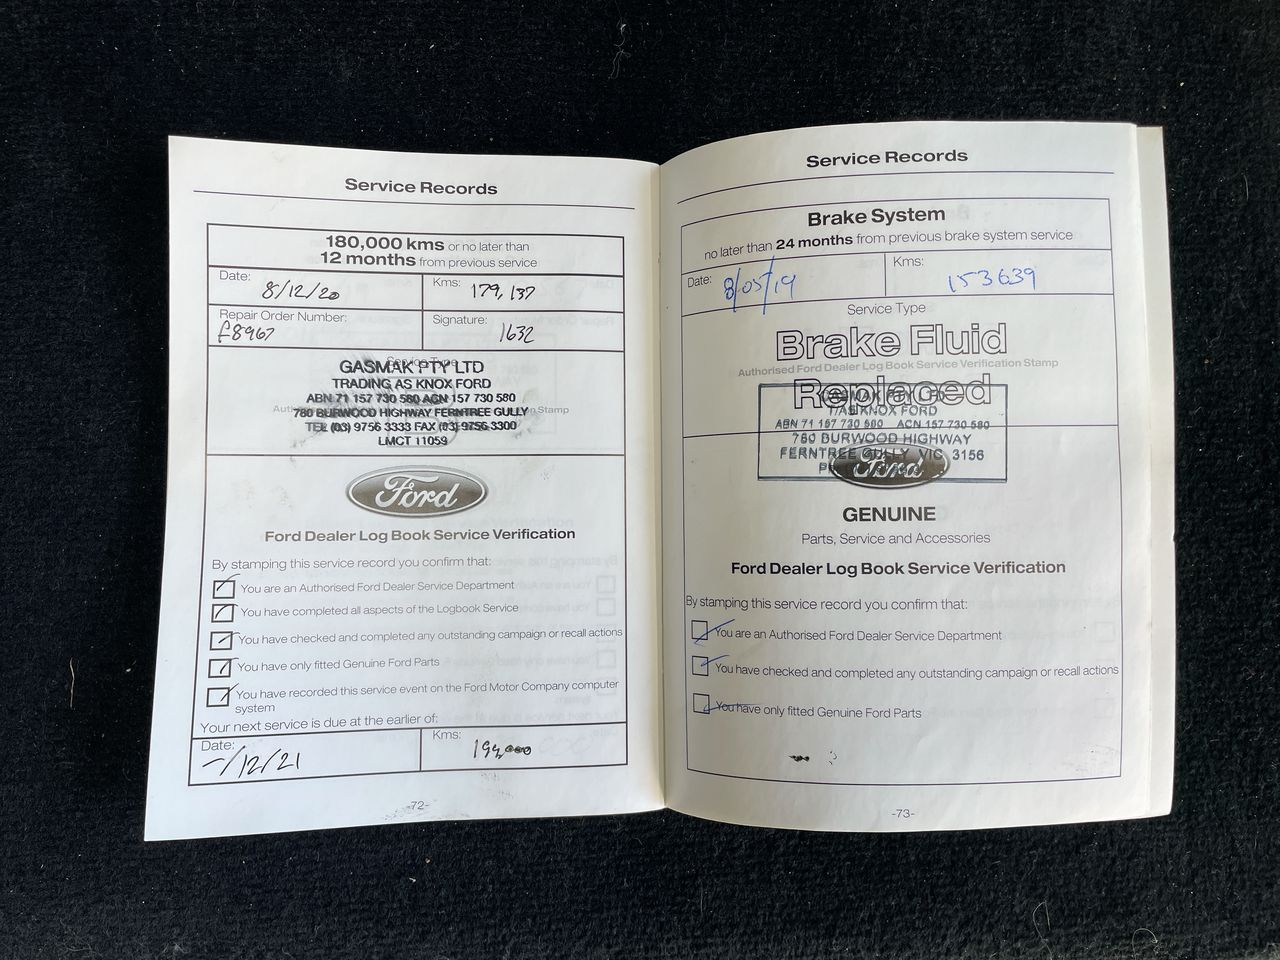 Service Records
180,000 kms or no later than
12 months from previous service
Date: 8/12/20
Kms: 179,137
Repair Order Number: F8967
Signature: 1632
Service Type
GASMAK PTY LTD
TRADING AS KNOX FORD
ABN 71 157 730 580 ACN 157 730 580
780 BURWOOD HIGHWAY FERNTREE GULLY
TEL (03) 9756 3333 FAX (03) 9756 3300
LMCT 11059
Ford
Ford Dealer Log Book Service Verification
By stamping this service record you confirm that:
You are an Authorised Ford Dealer Service Department
You have completed all aspects of the Logbook Service
You have checked and completed any outstanding campaign or recall actions
You have only fitted Genuine Ford Parts
You have recorded this service event on the Ford Motor Company computer
system
Your next service is due at the earlier of:
Date: -/12/21
Kms:
-72-
Service Records
Brake System
no later than 24 months from previous brake system service
Date: 8/05/19
Kms: 153639
Service Type
Brake Fluid
Authorised Ford Dealer Log Book Service Verification Stamp
Replaced
GASMAK PTY LTD
T/AS KNOX FORD
ABN 71 157 730 580 ACN 157 730 580
780 BURWOOD HIGHWAY
FERNTREE GULLY VIC 3156
Ford
GENUINE
Parts, Service and Accessories
Ford Dealer Log Book Service Verification
By stamping this service record you confirm that:
You are an Authorised Ford Dealer Service Department
You have checked and completed any outstanding campaign or recall actions
You have only fitted Genuine Ford Parts
-73-